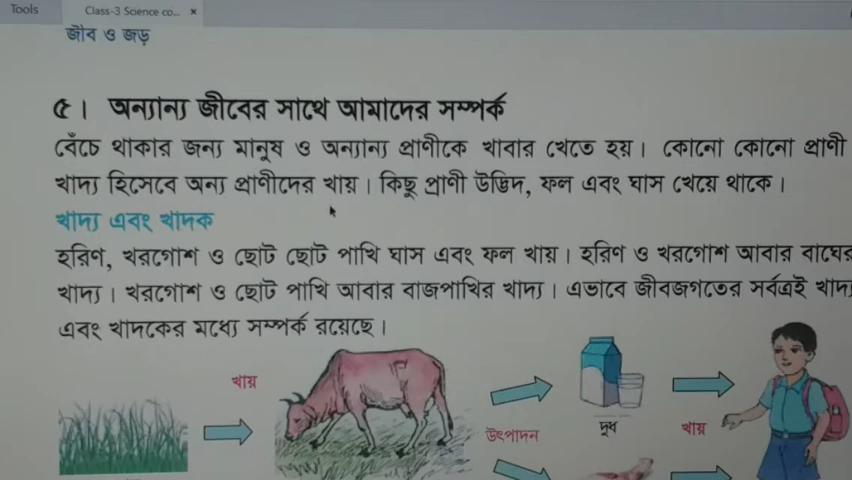 Tools
Class-3 Science co... ×
জীব ও জড়
৫। অন্যান্য জীবের সাথে আমাদের সম্পর্ক
বেঁচে থাকার জন্য মানুষ ও অন্যান্য প্রাণীকে খাবার খেতে হয়। কোনো কোনো প্রাণী
খাদ্য হিসেবে অন্য প্রাণীদের খায়। কিছু প্রাণী উদ্ভিদ, ফল এবং ঘাস খেয়ে থাকে।
খাদ্য এবং খাদক
হরিণ, খরগোশ ও ছোট ছোট পাখি ঘাস এবং ফল খায়। হরিণ ও খরগোশ আবার বাঘের
খাদ্য। খরগোশ ও ছোট পাখি আবার বাজপাখির খাদ্য। এভাবে জীবজগতের সর্বত্রই খাদ্য
এবং খাদকের মধ্যে সম্পর্ক রয়েছে।
খায়
উৎপাদন
দুধ
খায়